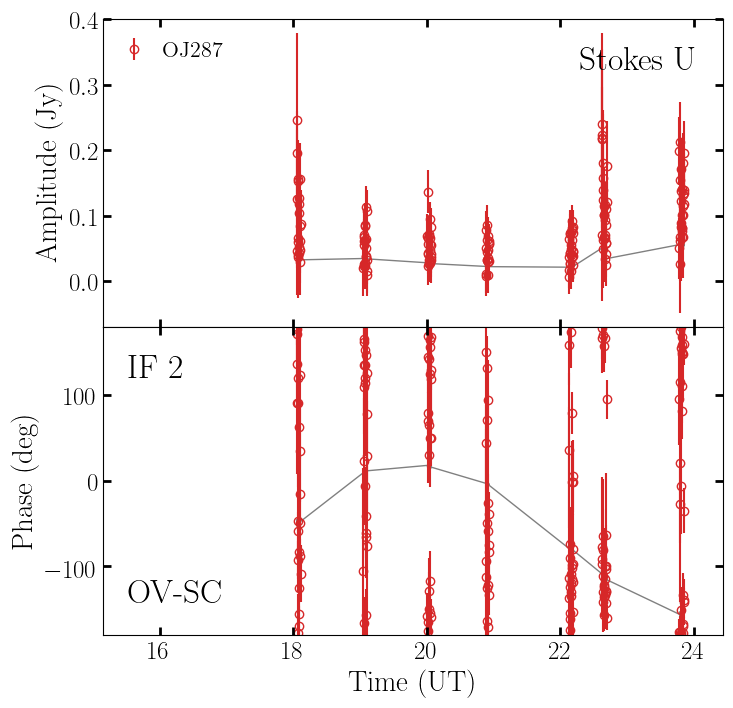 0.4
OJ287
Stokes U
0.3
0.2
0.1
0.0
Amplitude (Jy)
IF 2
100
0
−100
Phase (deg)
OV-SC
16
18
20
22
24
Time (UT)